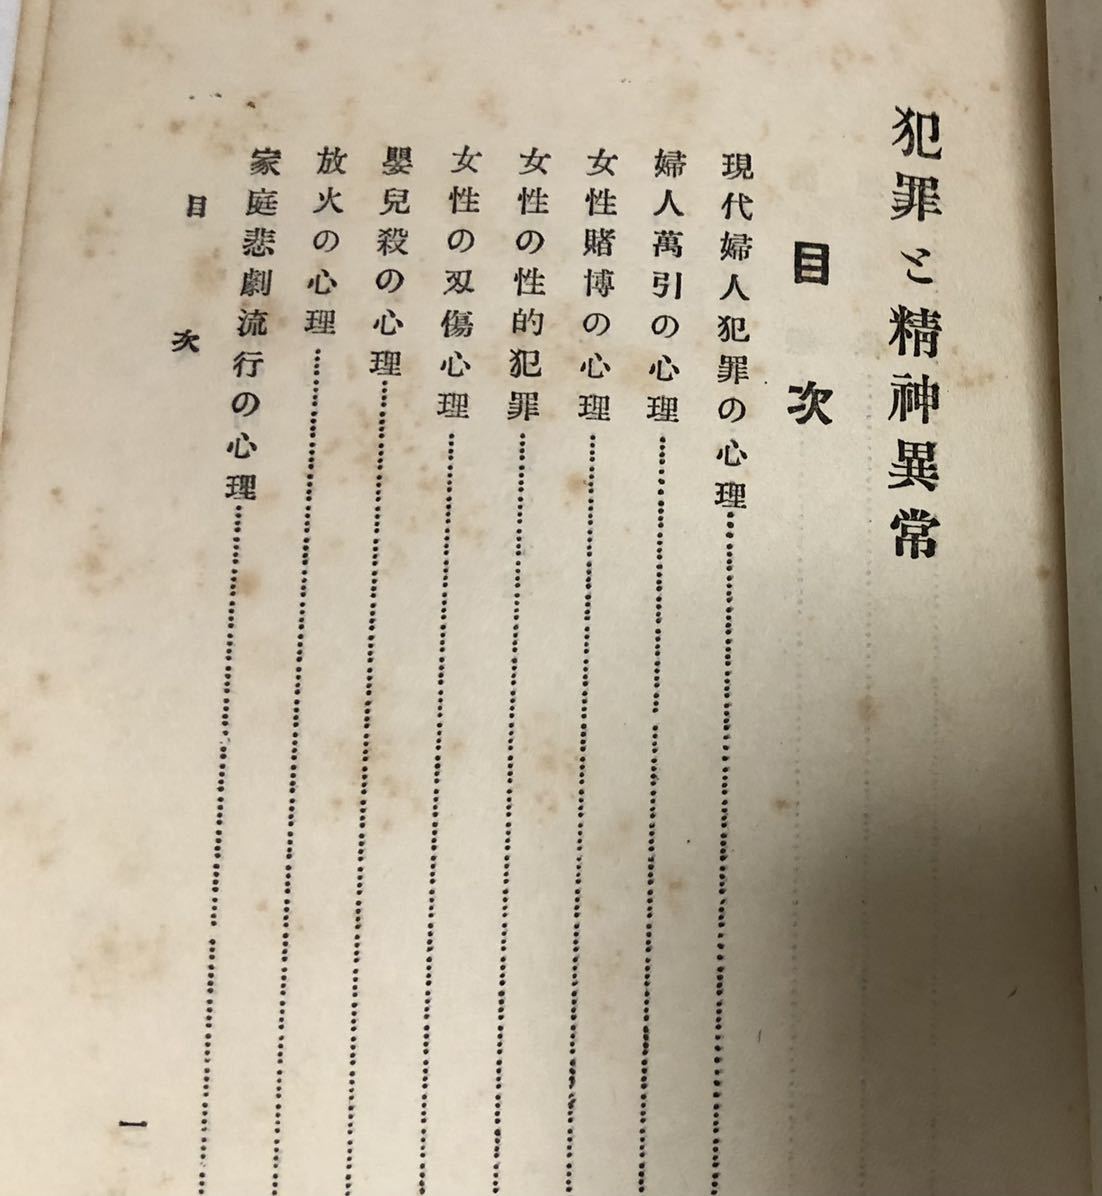 犯罪と精神異常
目次
現代婦人犯罪の心理
婦人萬引の心理
女性賭博の心理
女性の性的犯罪
女性の刄傷心理
嬰兒殺の心理
放火の心理
家庭悲劇流行の心理
目次
一